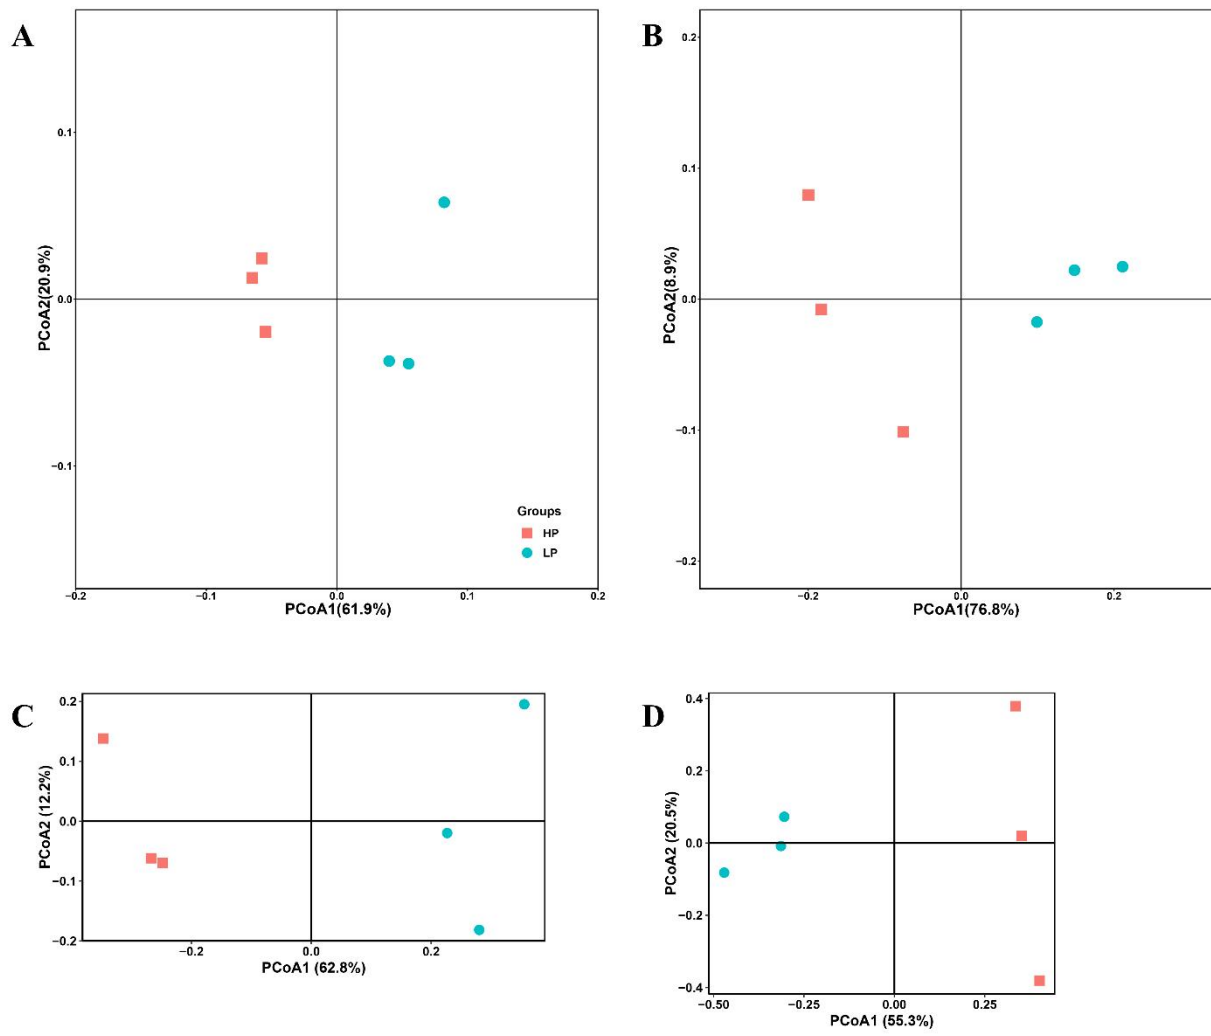 A
0.1
0.0
−0.1
PCoA2(20.9%)
Groups
HP
LP
−0.2
−0.1
0.0
0.1
0.2
PCoA1(61.9%)
B
0.2
0.1
0.0
−0.1
−0.2
PCoA2(8.9%)
−0.2
0.0
0.2
PCoA1(76.8%)
C
0.2
0.1
0.0
−0.1
−0.2
PCoA2 (12.2%)
−0.2
0.0
0.2
PCoA1 (62.8%)
D
0.4
0.2
0.0
−0.2
−0.4
PCoA2 (20.5%)
−0.50
−0.25
0.00
0.25
PCoA1 (55.3%)